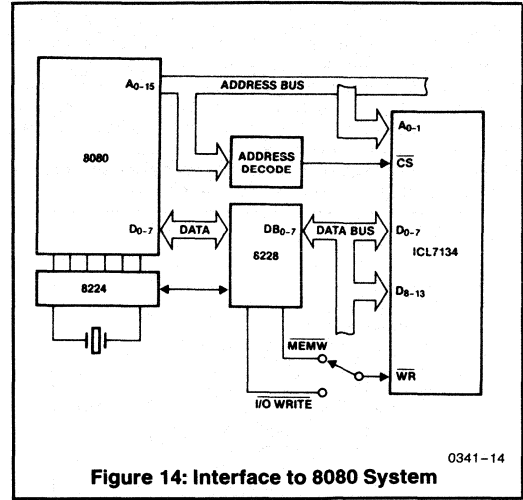 A0–15
ADDRESS BUS
8080
A0–1
ADDRESS
DECODE
CS
D0–7
DATA
DB0–7
DATA BUS
D0–7
8228
ICL7134
8224
D8–13
MEMW
WR
I/O WRITE
0341–14
Figure 14: Interface to 8080 System